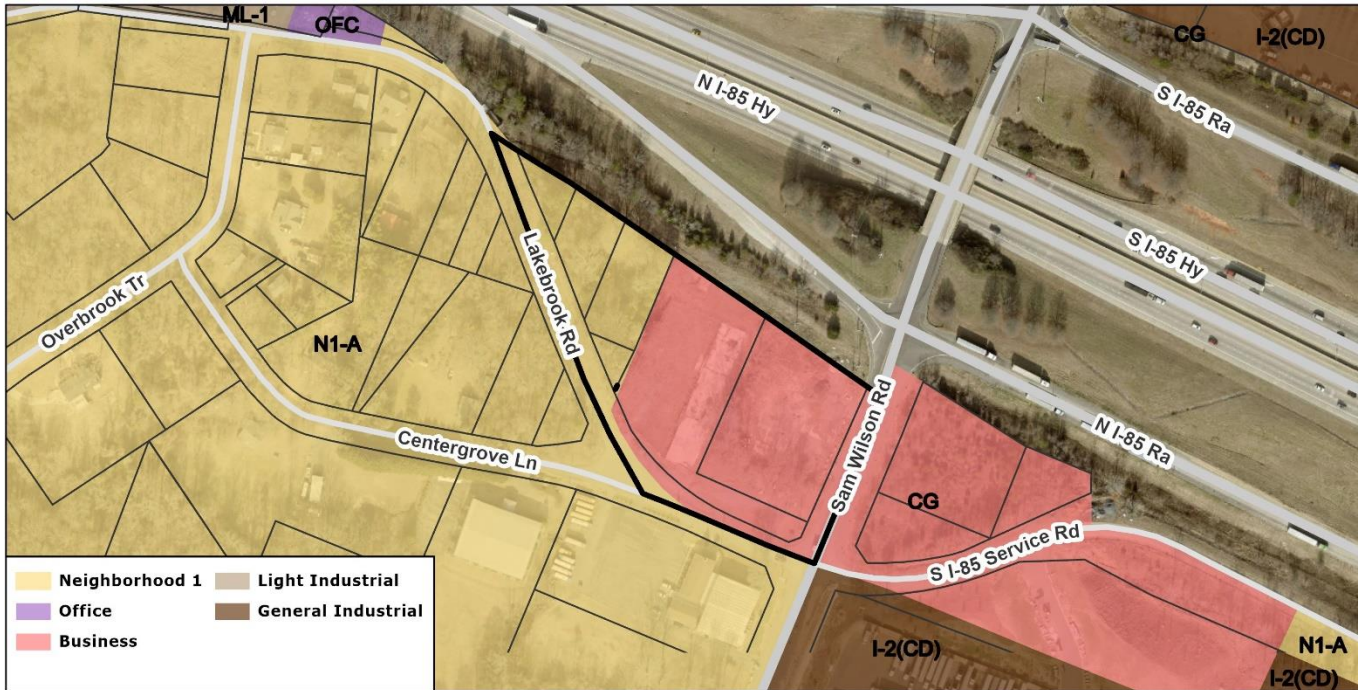 ML-1
OFC
CG
I-2(CD)
N I-85 Hy
S I-85 Ra
S I-85 Hy
Lakebrook Rd
Overbrook Tr
N1-A
Centergrove Ln
Sam Wilson Rd
N I-85 Ra
CG
S I-85 Service Rd
I-2(CD)
N1-A
I-2(CD)
Neighborhood 1
Office
Business
Light Industrial
General Industrial